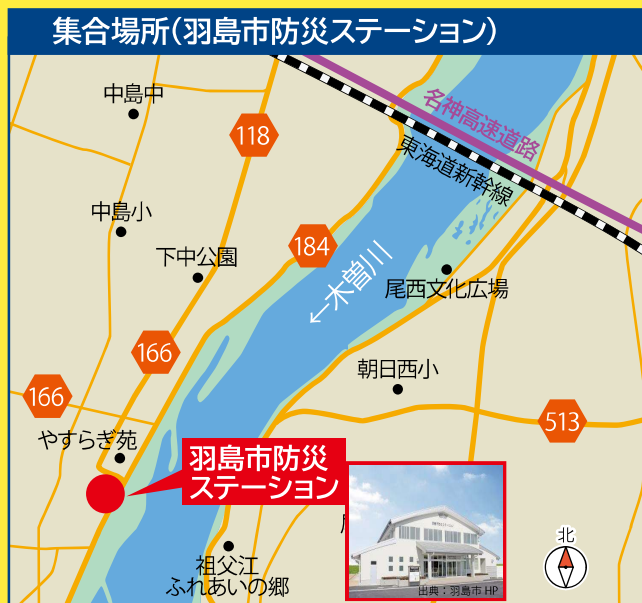 集合場所(羽島市防災ステーション)
中島中
118
名神高速道路
東海道新幹線
中島小
184
下中公園
←木曽川
尾西文化広場
166
朝日西小
166
513
やすらぎ苑
羽島市防災
ステーション
北
祖父江
ふれあいの郷
出典:羽島市HP